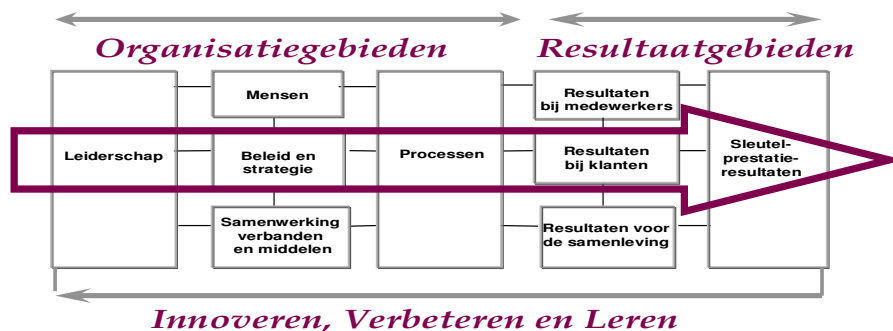 Organisatiegebieden
Resultaatgebieden
Leiderschap
Mensen
Beleid en
strategie
Samenwerking
verbanden
en middelen
Processen
Resultaten
bij medewerkers
Resultaten
bij klanten
Resultaten voor
de samenleving
Sleutel-
prestatie-
resultaten
Innoveren, Verbeteren en Leren